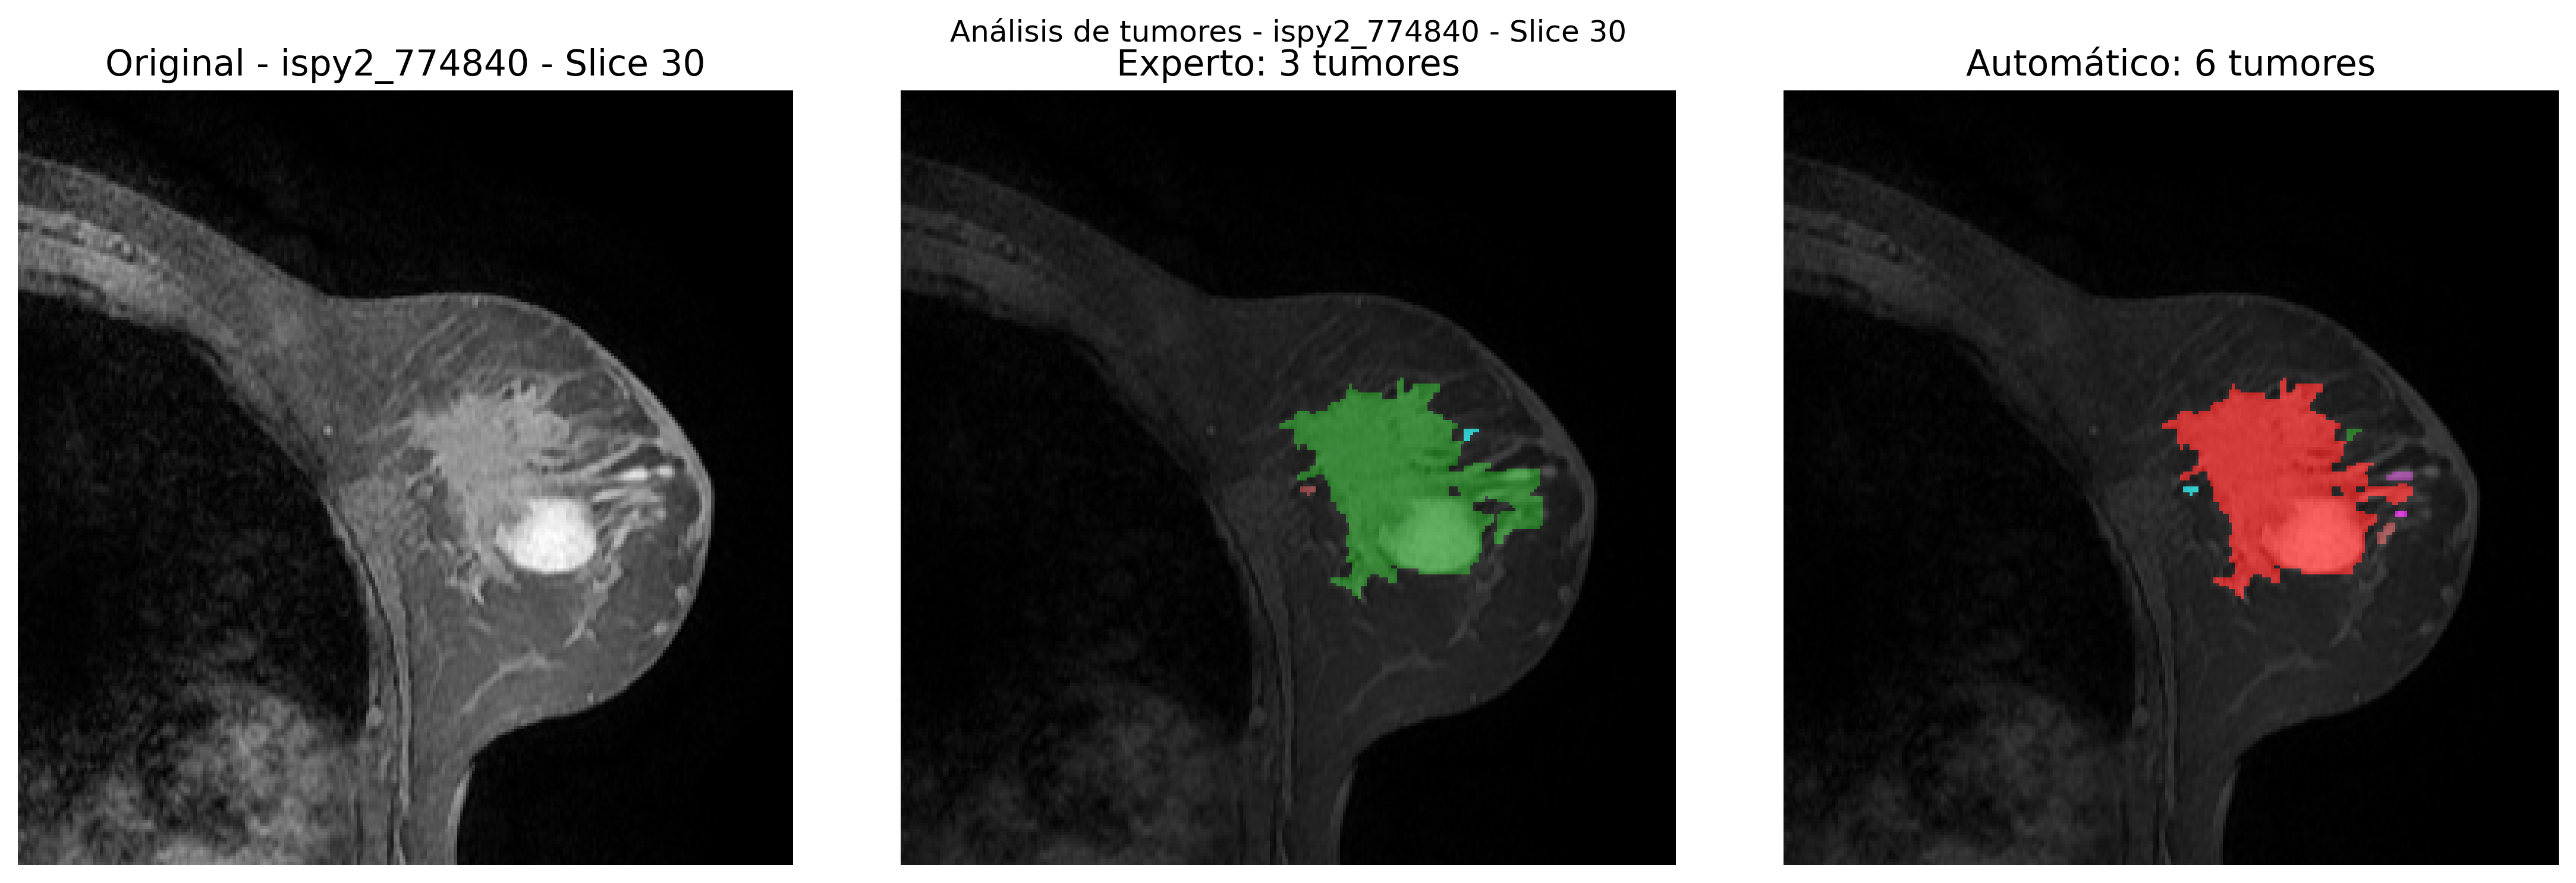 Análisis de tumores - ispy2_774840 - Slice 30
Original - ispy2_774840 - Slice 30
Experto: 3 tumores
Automático: 6 tumores